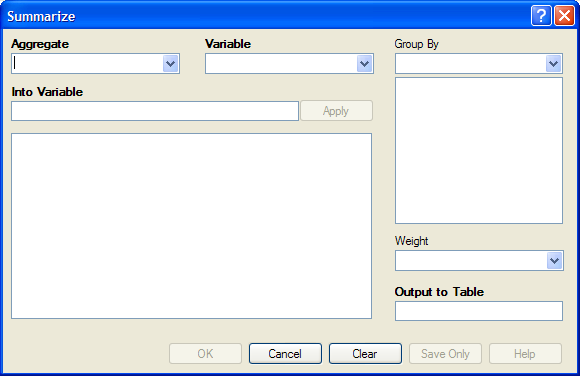 Summarize
Aggregate Variable Group By
Into Variable
Apply
Weight
Output to Table
OK Cancel Clear Save Only Help